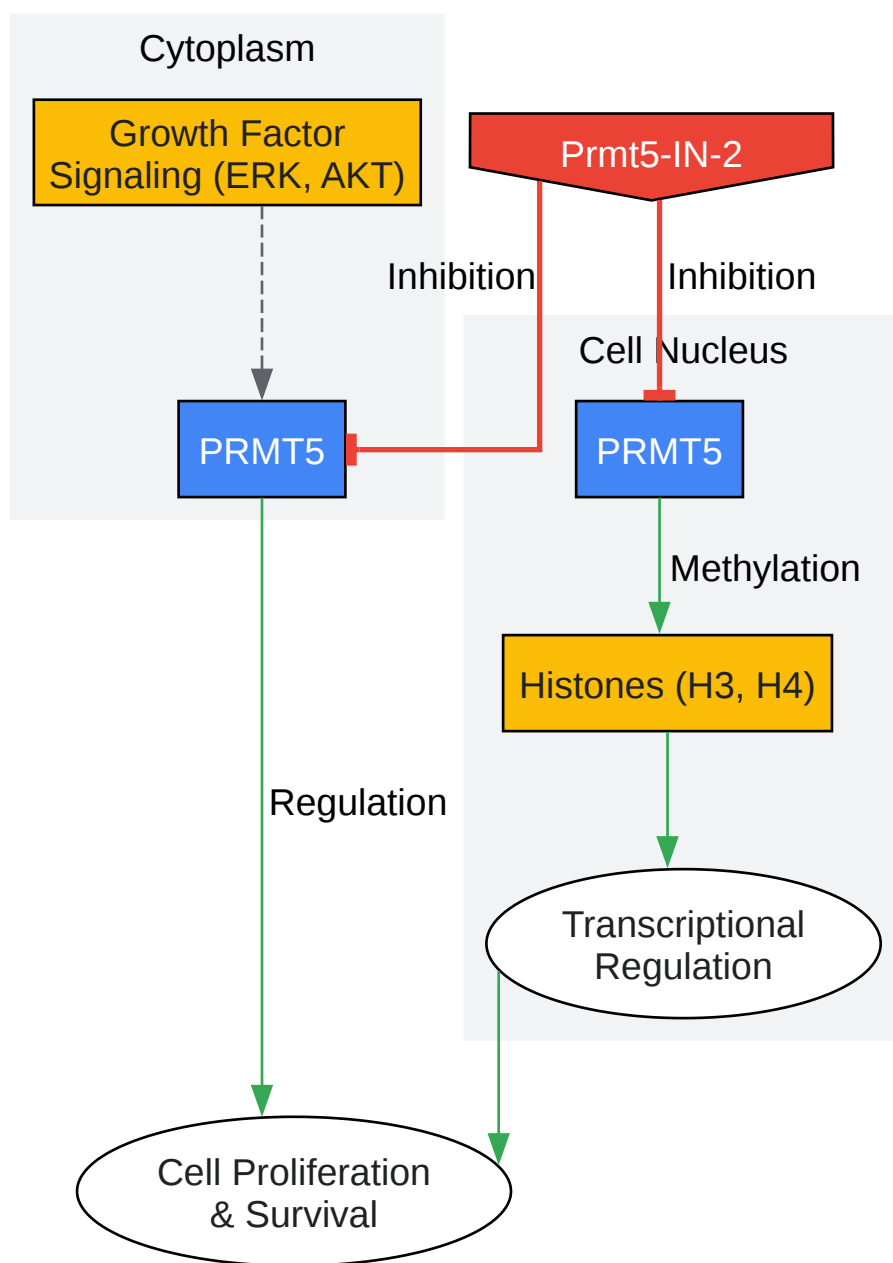 Cytoplasm
Growth Factor
Signaling (ERK, AKT)
Prmt5-IN-2
Inhibition
Inhibition
Cell Nucleus
PRMT5
PRMT5
Methylation
Histones (H3, H4)
Regulation
Transcriptional
Regulation
Cell Proliferation
& Survival